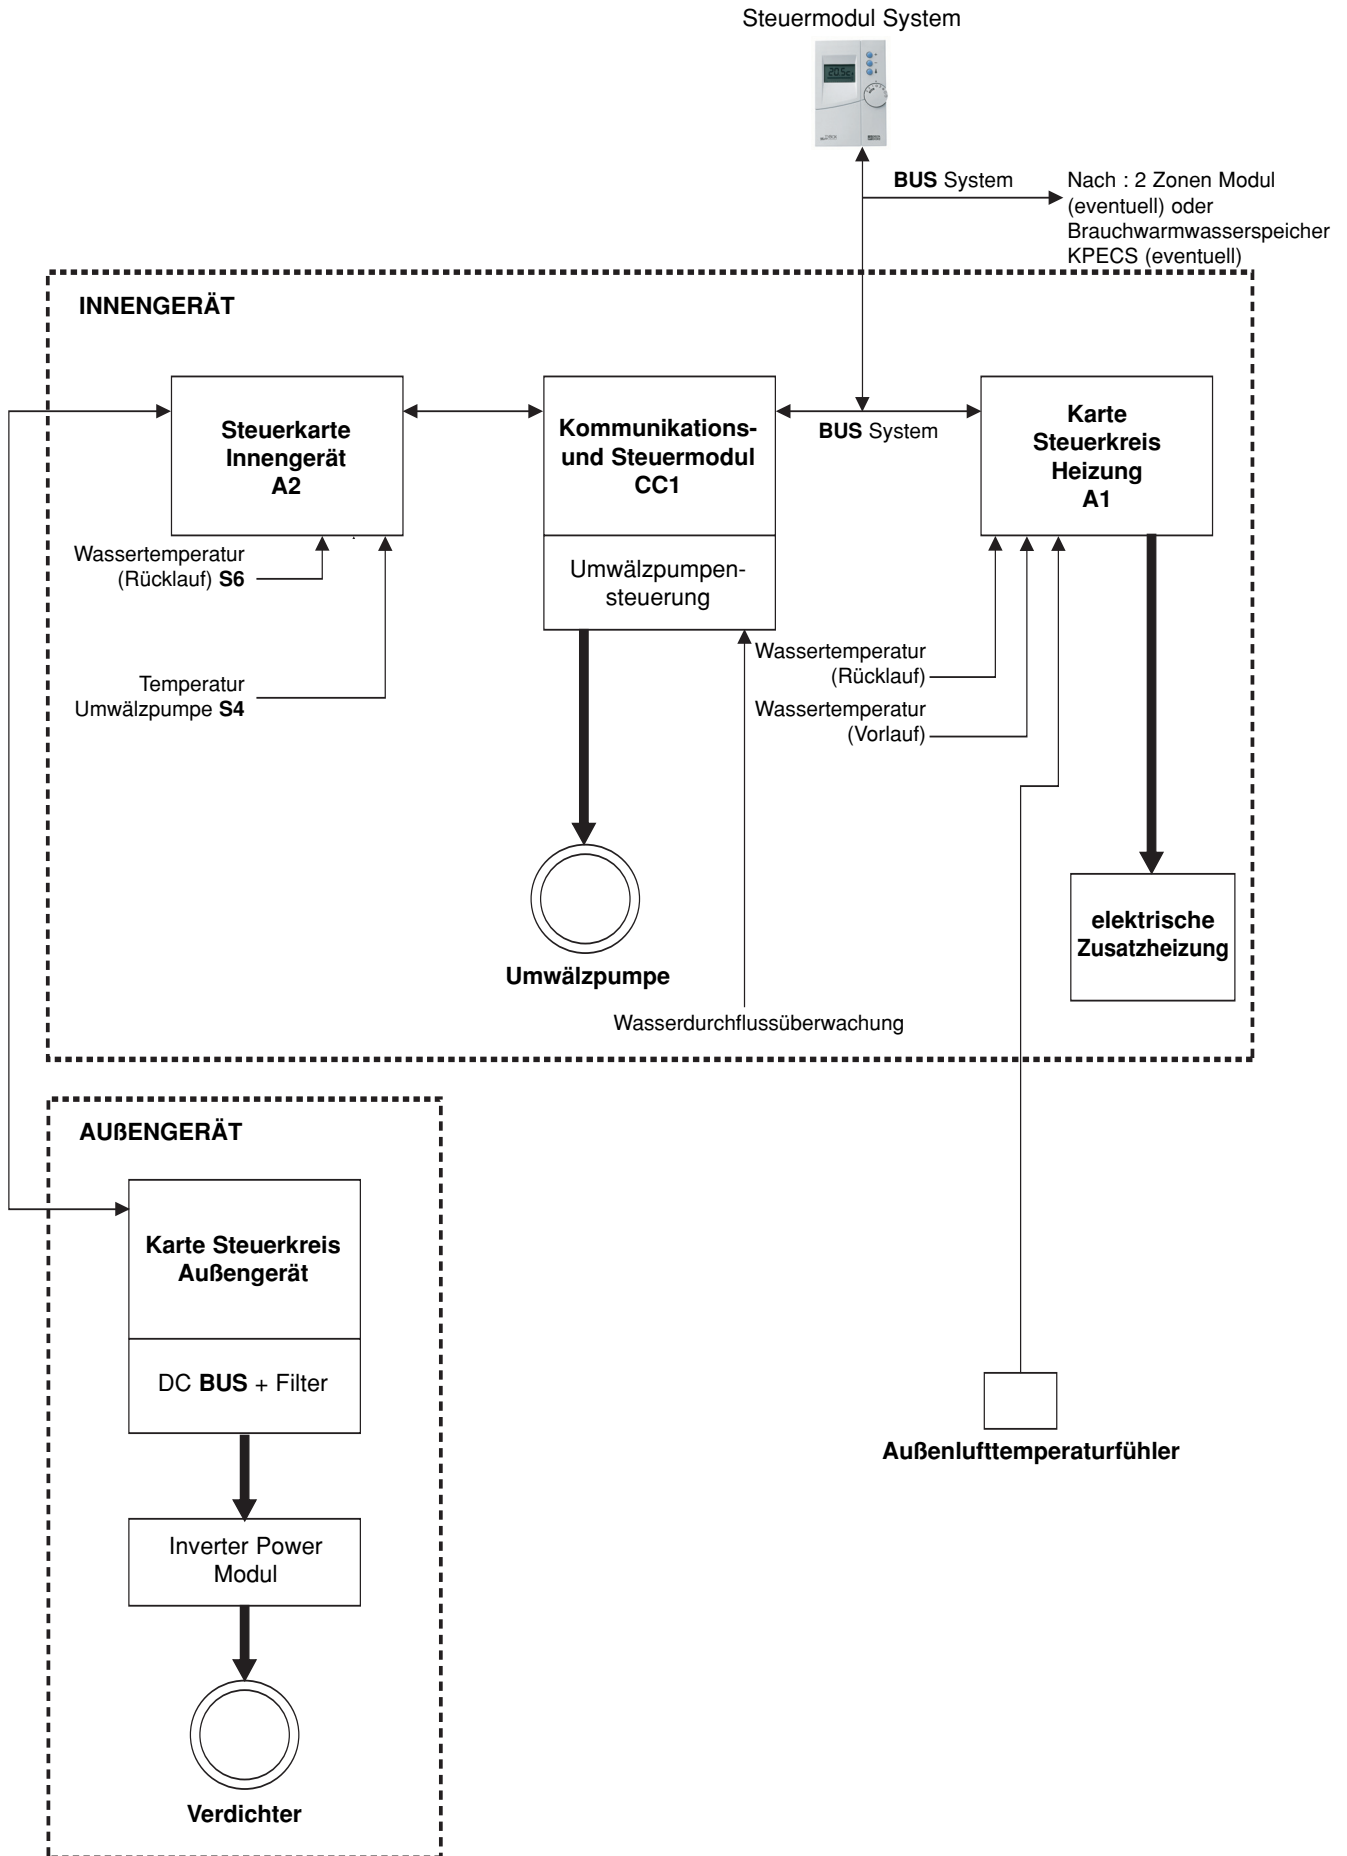 Steuermodul System
20.5c
BUS System
Nach : 2 Zonen Modul
(eventuell) oder
Brauchwarmwasserspeicher
KPECS (eventuell)
INNENGERÄT
Steuerkarte
Innengerät
A2
Kommunikations-
und Steuermodul
CC1
BUS System
Karte
Steuerkreis
Heizung
A1
Wassertemperatur
(Rücklauf) S6
Umwälzpumpen-
steuerung
Temperatur
Umwälzpumpe S4
Wassertemperatur
(Rücklauf)
Wassertemperatur
(Vorlauf)
Umwälzpumpe
elektrische
Zusatzheizung
Wasserdurchflussüberwachung
AUßENGERÄT
Karte Steuerkreis
Außengerät
DC BUS + Filter
Außenlufttemperaturfühler
Inverter Power
Modul
Verdichter